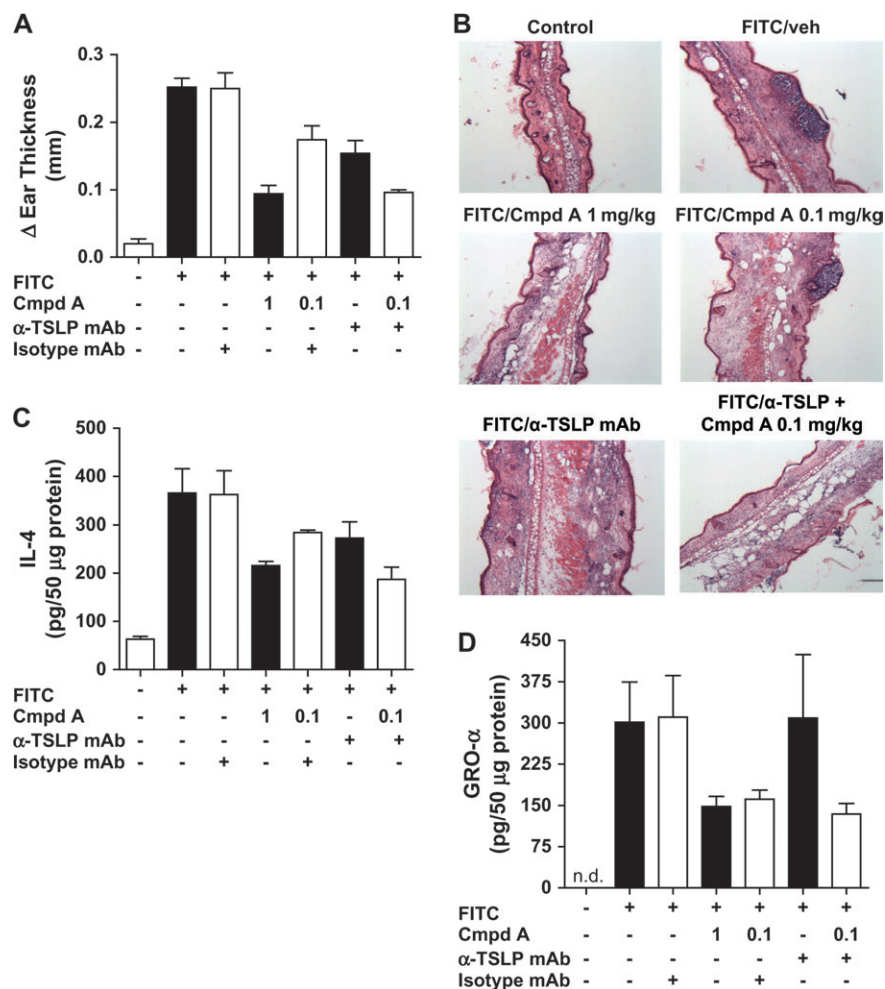 A
Δ Ear Thickness
(mm)
0.3
0.2
0.1
0.0
FITC - + + + + + +
Cmpd A - - - 1 0.1 - 0.1
α-TSLP mAb - - - - - + +
Isotype mAb - - + - + - -
B
Control
FITC/veh
FITC/Cmpd A 1 mg/kg
FITC/Cmpd A 0.1 mg/kg
FITC/α-TSLP mAb
FITC/α-TSLP +
Cmpd A 0.1 mg/kg
C
IL-4
(pg/50 µg protein)
500
400
300
200
100
0
FITC - + + + + + +
Cmpd A - - - 1 0.1 - 0.1
α-TSLP mAb - - - - - + +
Isotype mAb - - + - + - -
D
GRO-α
(pg/50 µg protein)
450
375
300
225
150
75
0
n.d.
FITC - + + + + + +
Cmpd A - - - 1 0.1 - 0.1
α-TSLP mAb - - - - - + +
Isotype mAb - - + - + - -